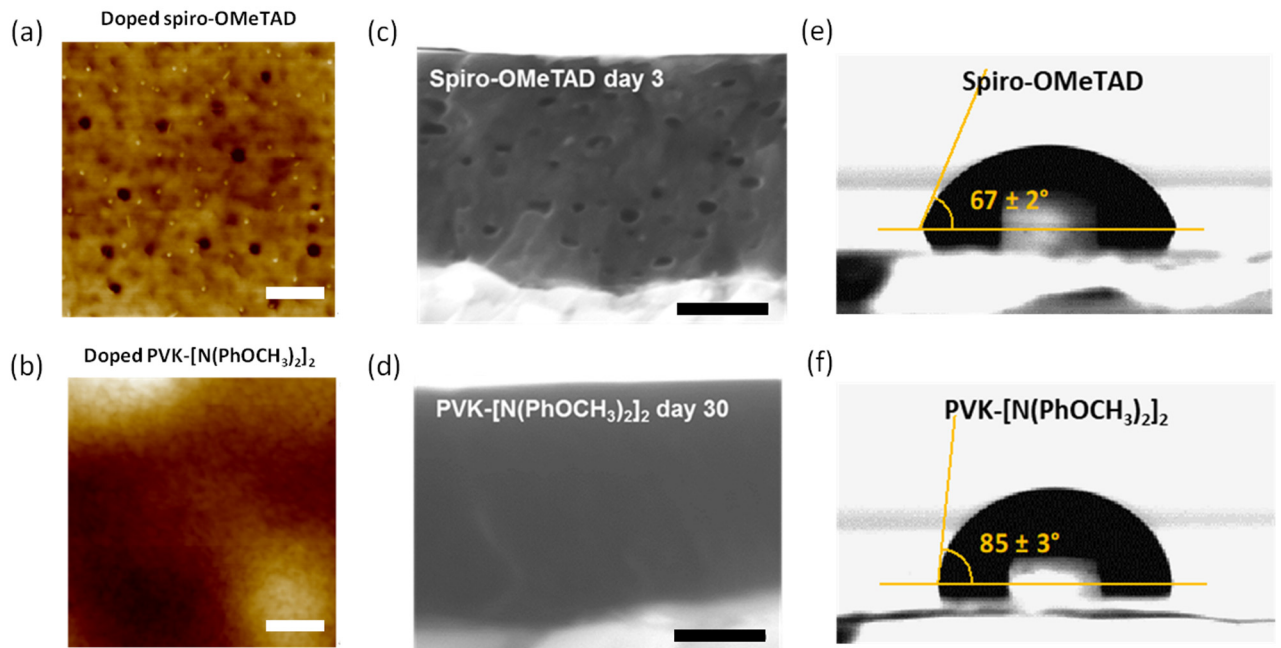 (a)
Doped spiro-OMeTAD
(c)
Spiro-OMeTAD day 3
(e)
Spiro-OMeTAD
67 ± 2°
(b)
Doped PVK-[N(PhOCH₃)₂]₂
(d)
PVK-[N(PhOCH₃)₂]₂ day 30
(f)
PVK-[N(PhOCH₃)₂]₂
85 ± 3°